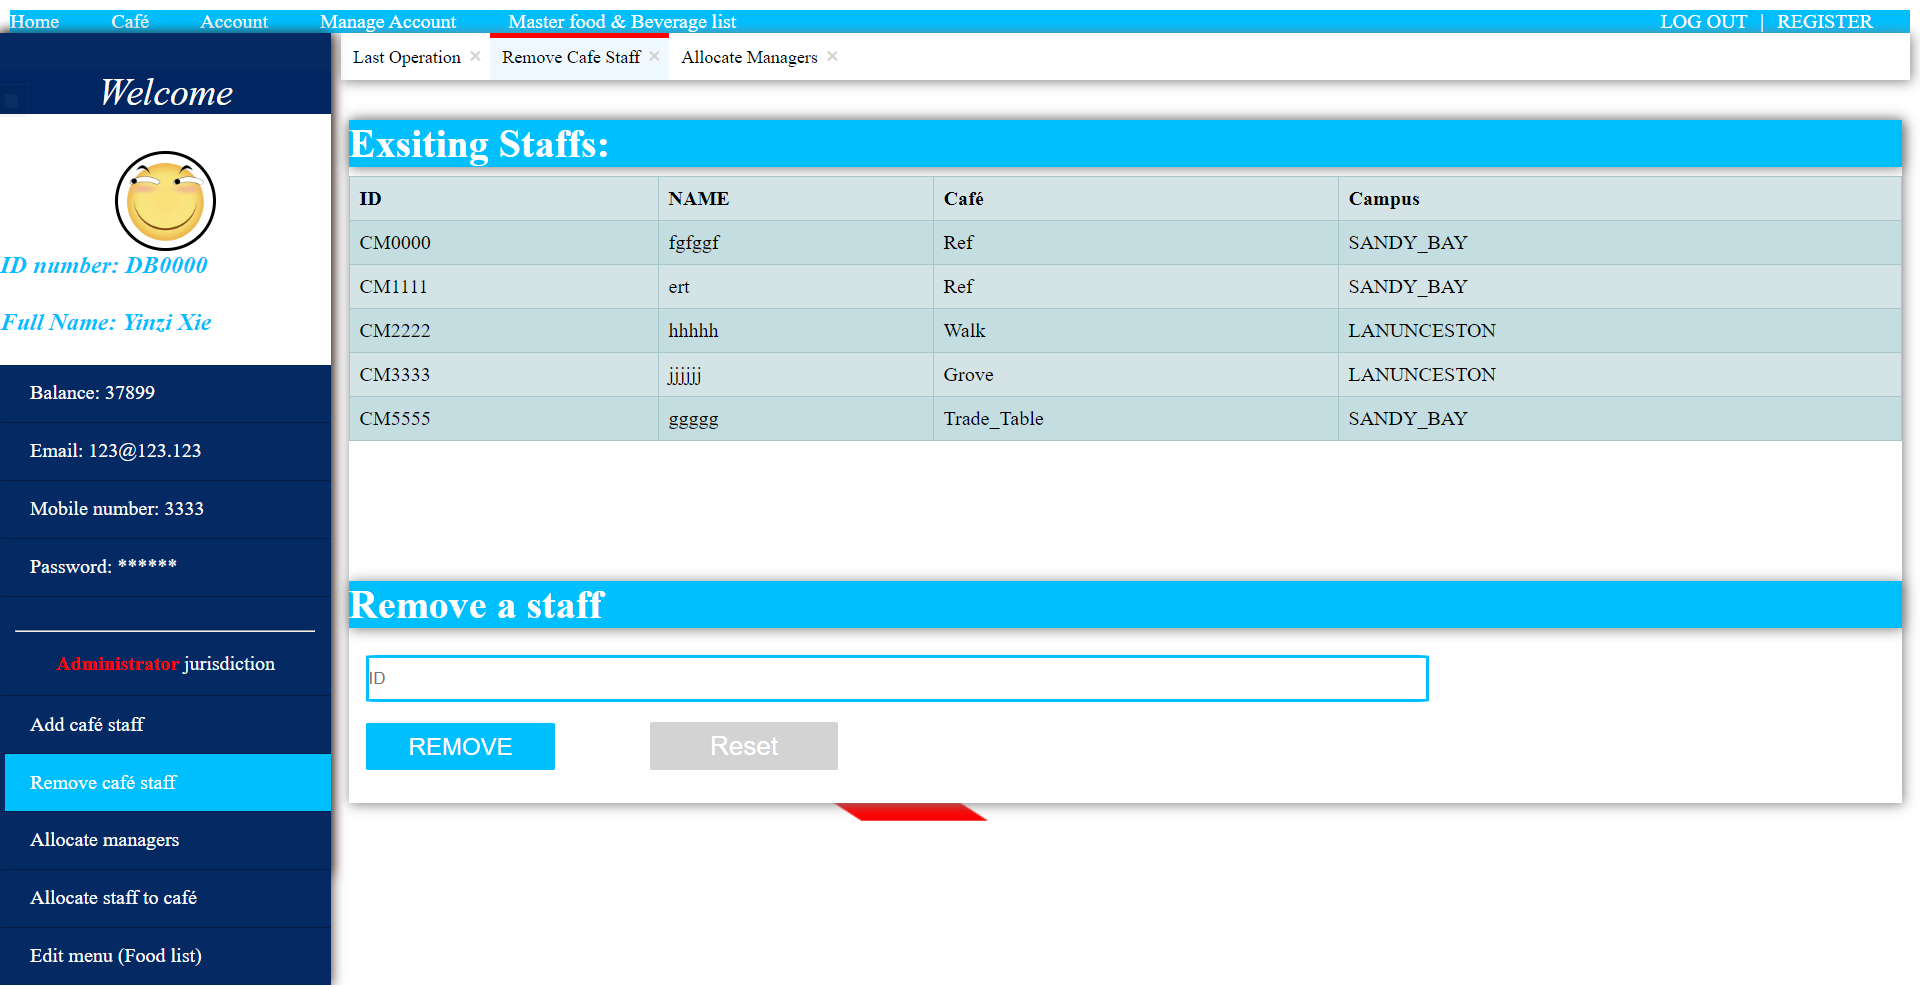 Home Café Account Manage Account Master food & Beverage list LOG OUT | REGISTER
Last Operation × Remove Cafe Staff × Allocate Managers ×
Welcome
ID number: DB0000
Full Name: Yinzi Xie
Balance: 37899
Email: 123@123.123
Mobile number: 3333
Password: ******
Administrator jurisdiction
Add café staff
Remove café staff
Allocate managers
Allocate staff to café
Edit menu (Food list)
Exsiting Staffs:
ID NAME Café Campus
CM0000 fgfggf Ref SANDY_BAY
CM1111 ert Ref SANDY_BAY
CM2222 hhhhh Walk LANUNCESTON
CM3333 jjjjjj Grove LANUNCESTON
CM5555 ggggg Trade_Table SANDY_BAY
Remove a staff
ID
REMOVE Reset